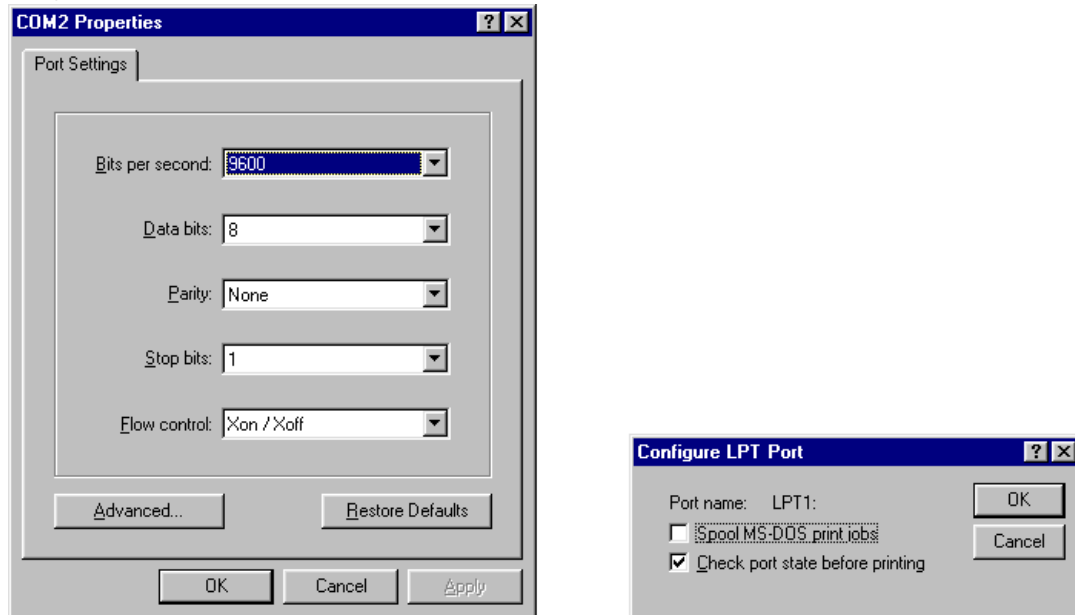 COM2 Properties
Port Settings
Bits per second: 9600
Data bits: 8
Parity: None
Stop bits: 1
Flow control: Xon / Xoff
Advanced... Restore Defaults
OK Cancel Apply
Configure LPT Port
Port name: LPT1: OK
Spool MS-DOS print jobs Cancel
Check port state before printing